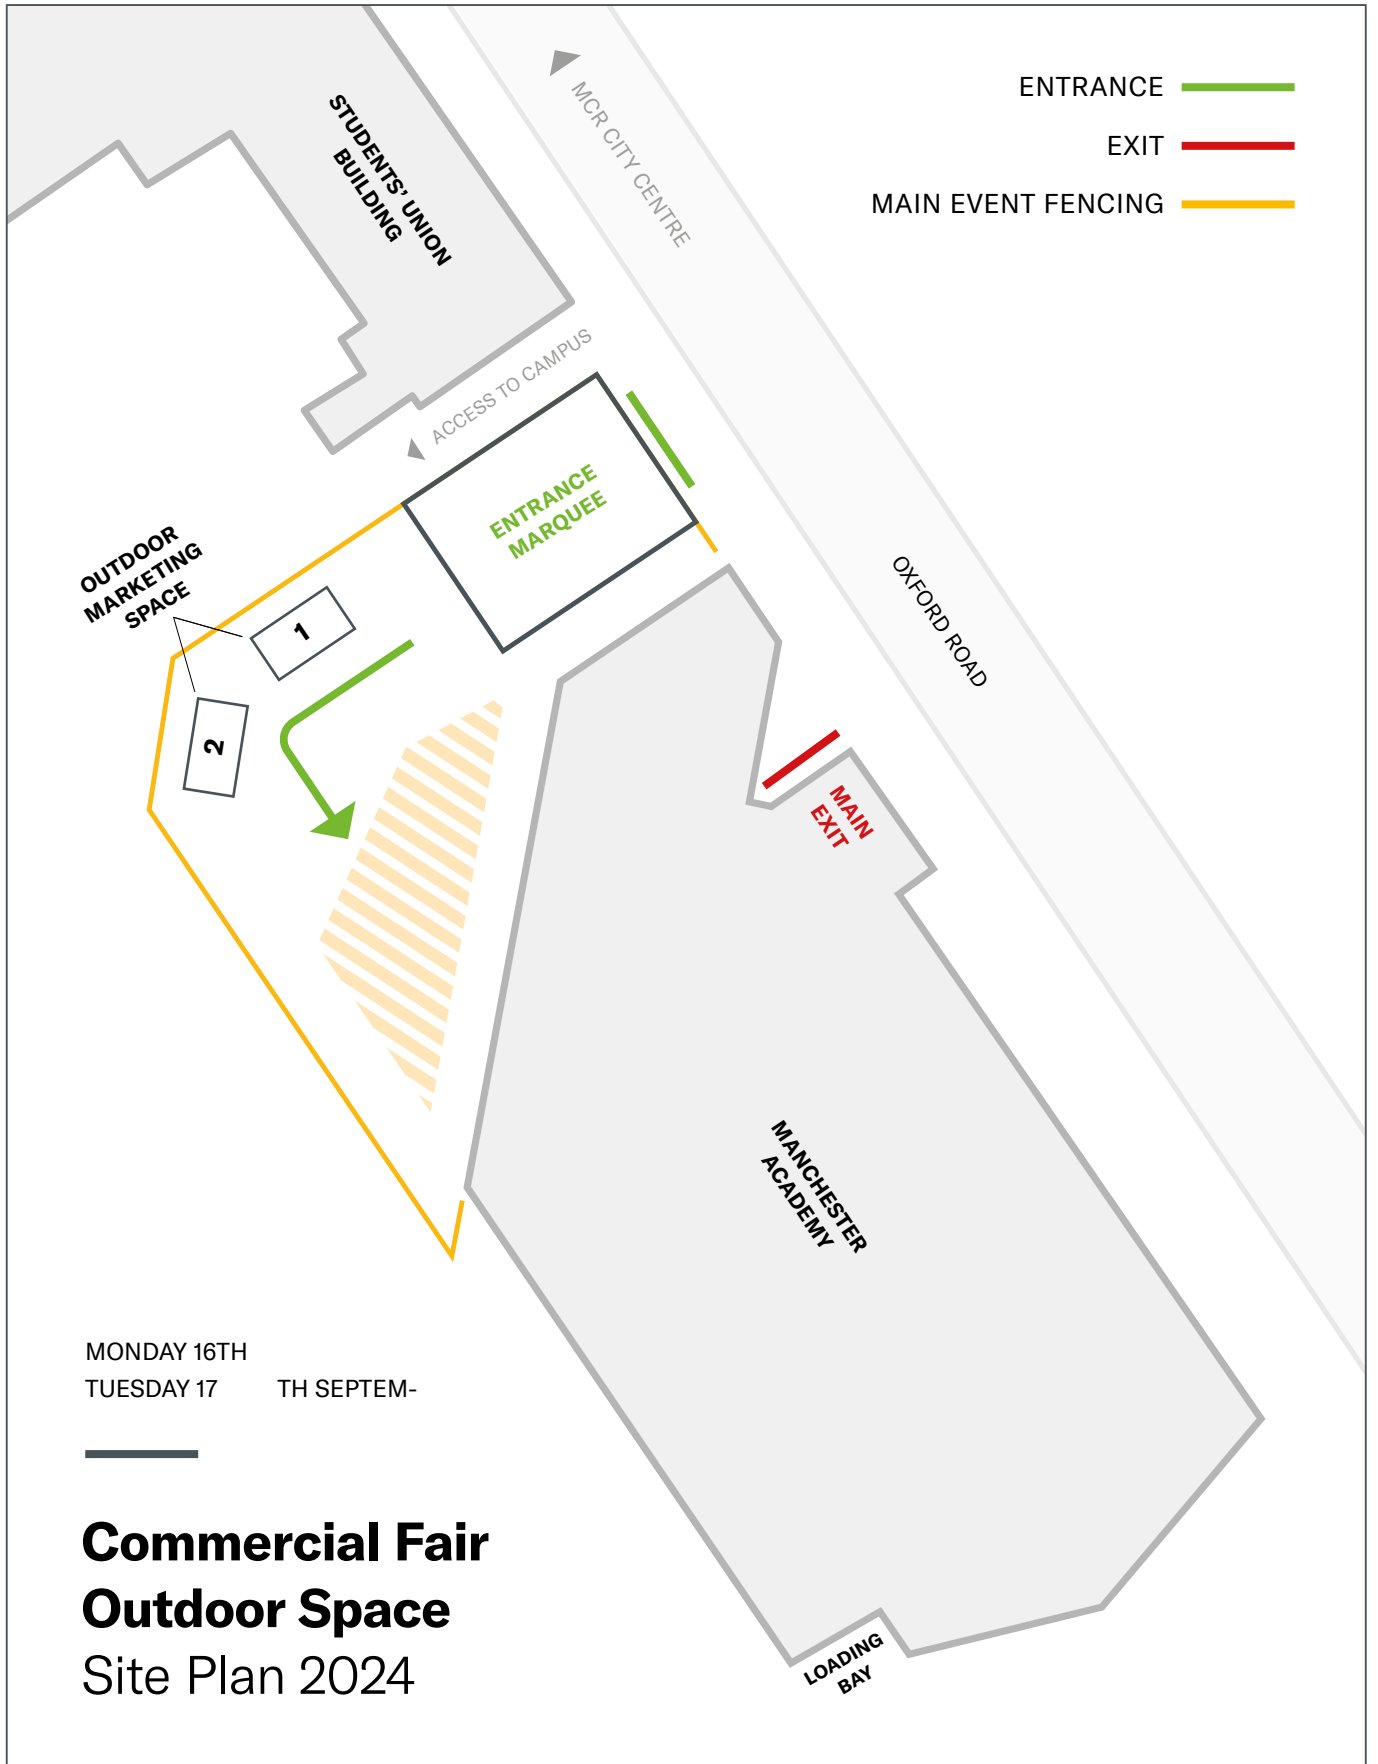 ENTRANCE
EXIT
MAIN EVENT FENCING
STUDENTS' UNION
BUILDING
MCR CITY CENTRE
ACCESS TO CAMPUS
ENTRANCE
MARQUEE
OUTDOOR
MARKETING
SPACE
1
2
OXFORD ROAD
MAIN
EXIT
MANCHESTER
ACADEMY
LOADING
BAY
MONDAY 16TH
TUESDAY 17 TH SEPTEM-
Commercial Fair
Outdoor Space
Site Plan 2024